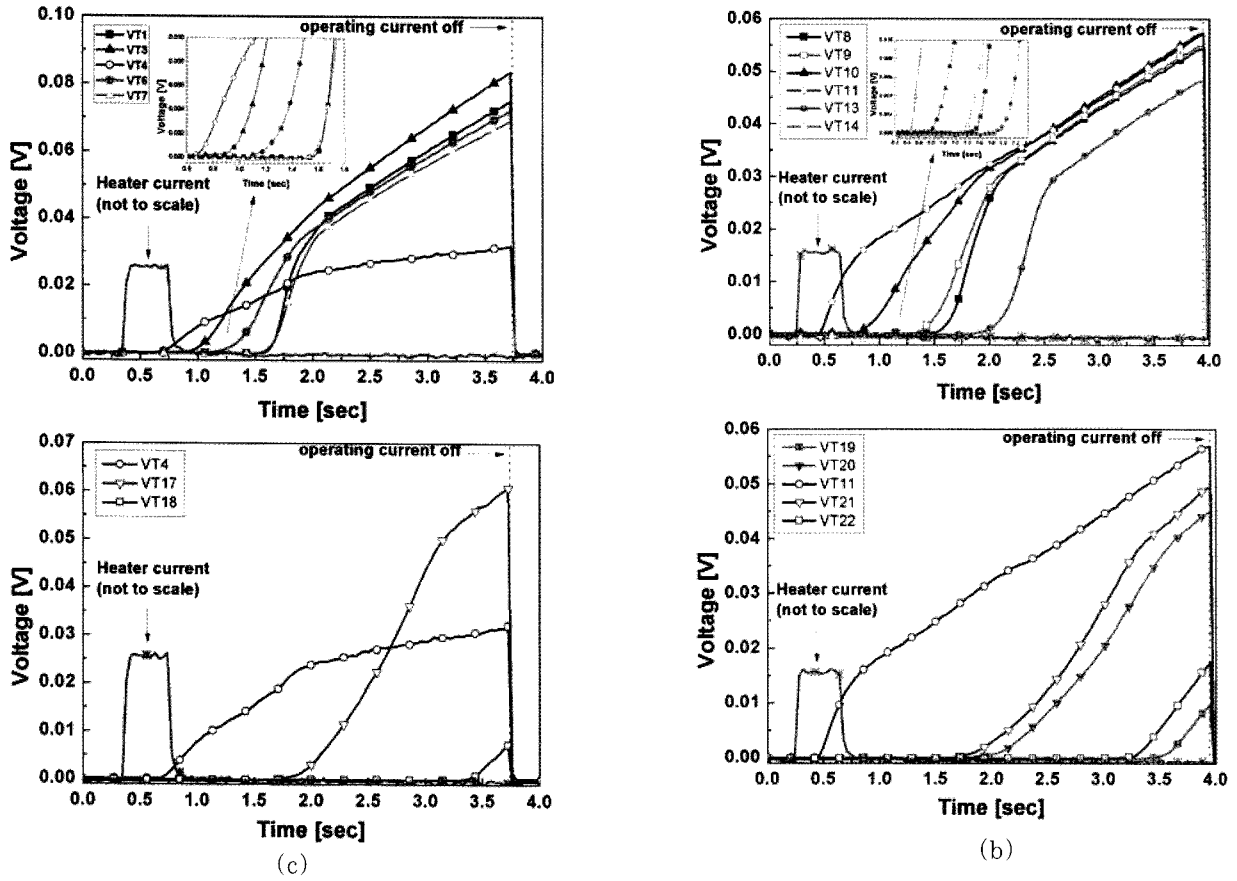 operating current off
VT1
VT3
VT4
VT6
VT7
Voltage [V]
Time [sec]
Heater current
(not to scale)
0.10
0.08
0.06
0.04
0.02
0.00
Voltage [V]
0.0 0.5 1.0 1.5 2.0 2.5 3.0 3.5 4.0
Time [sec]
operating current off
VT8
VT9
VT10
VT11
VT13
VT14
Voltage [V]
Time [sec]
Heater current
(not to scale)
0.06
0.05
0.04
0.03
0.02
0.01
0.00
Voltage [V]
0.0 0.5 1.0 1.5 2.0 2.5 3.0 3.5 4.0
Time [sec]
operating current off
VT4
VT17
VT18
Heater current
(not to scale)
0.07
0.06
0.05
0.04
0.03
0.02
0.01
0.00
Voltage [V]
0.0 0.5 1.0 1.5 2.0 2.5 3.0 3.5 4.0
Time [sec]
(c)
operating current off
VT19
VT20
VT11
VT21
VT22
Heater current
(not to scale)
0.06
0.05
0.04
0.03
0.02
0.01
0.00
Voltage [V]
0.0 0.5 1.0 1.5 2.0 2.5 3.0 3.5 4.0
Time [sec]
(b)